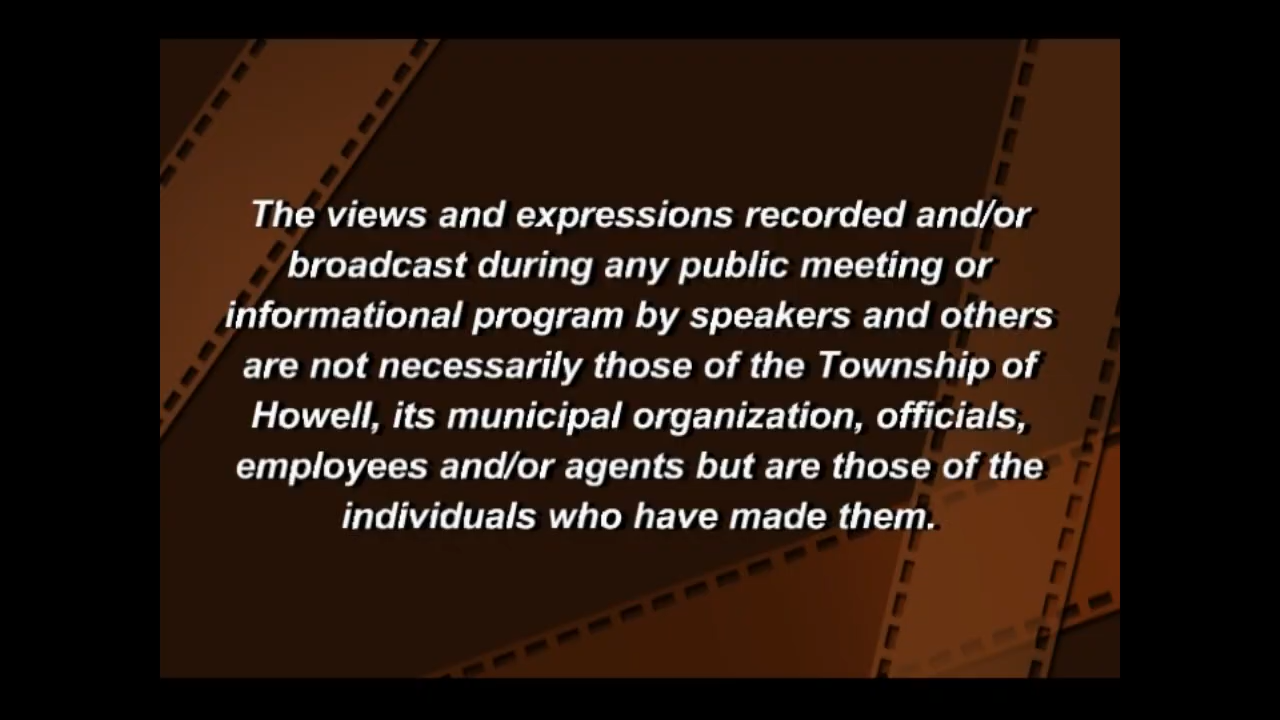 The views and expressions recorded and/or
broadcast during any public meeting or
informational program by speakers and others
are not necessarily those of the Township of
Howell, its municipal organization, officials,
employees and/or agents but are those of the
individuals who have made them.